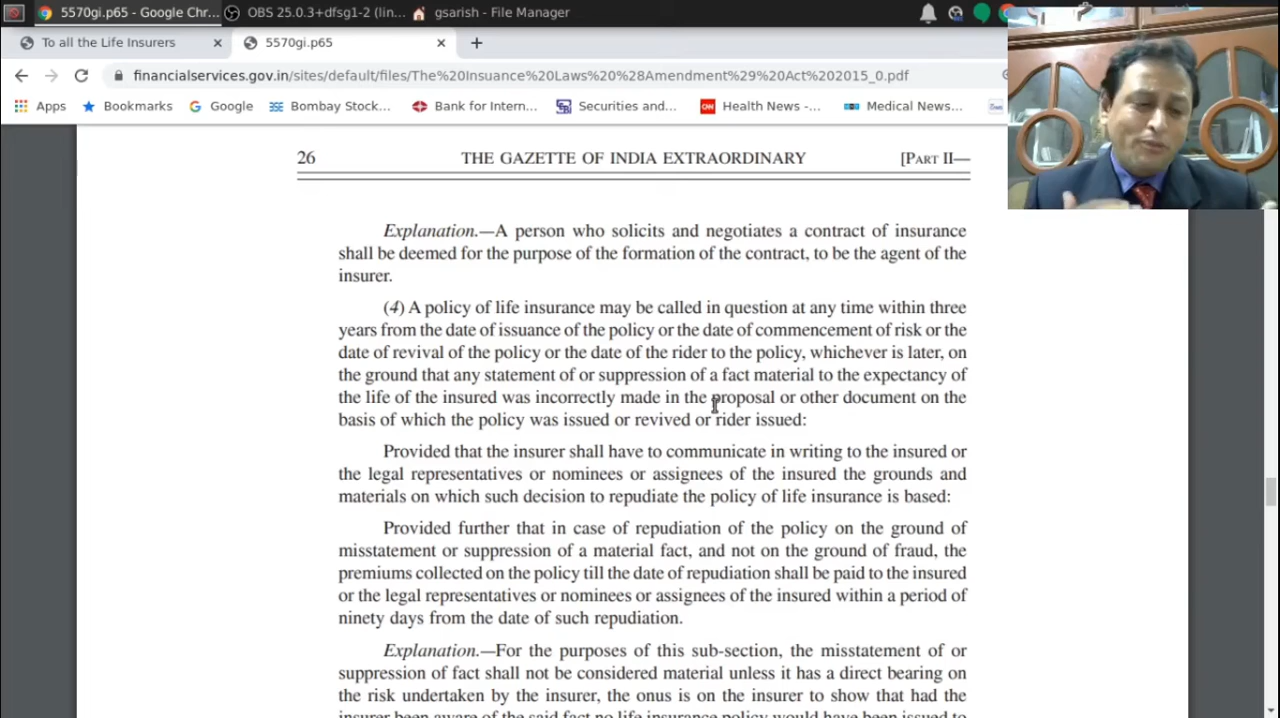 5570gi.p65 - Google Chr... OBS 25.0.3+dfsg1-2 (lin... gsarish - File Manager
To all the Life Insurers 5570gi.p65
financialservices.gov.in/sites/default/files/The%20Insuance%20Laws%20%28Amendment%29%20Act%202015_0.pdf
Apps Bookmarks Google Bombay Stock... Bank for Intern... Securities and... Health News -... Medical News...
26 THE GAZETTE OF INDIA EXTRAORDINARY [PART II—
Explanation.—A person who solicits and negotiates a contract of insurance
shall be deemed for the purpose of the formation of the contract, to be the agent of the
insurer.
(4) A policy of life insurance may be called in question at any time within three
years from the date of issuance of the policy or the date of commencement of risk or the
date of revival of the policy or the date of the rider to the policy, whichever is later, on
the ground that any statement of or suppression of a fact material to the expectancy of
the life of the insured was incorrectly made in the proposal or other document on the
basis of which the policy was issued or revived or rider issued:
Provided that the insurer shall have to communicate in writing to the insured or
the legal representatives or nominees or assignees of the insured the grounds and
materials on which such decision to repudiate the policy of life insurance is based:
Provided further that in case of repudiation of the policy on the ground of
misstatement or suppression of a material fact, and not on the ground of fraud, the
premiums collected on the policy till the date of repudiation shall be paid to the insured
or the legal representatives or nominees or assignees of the insured within a period of
ninety days from the date of such repudiation.
Explanation.—For the purposes of this sub-section, the misstatement of or
suppression of fact shall not be considered material unless it has a direct bearing on
the risk undertaken by the insurer, the onus is on the insurer to show that had the
insurer been aware of the said fact no life insurance policy would have been issued to